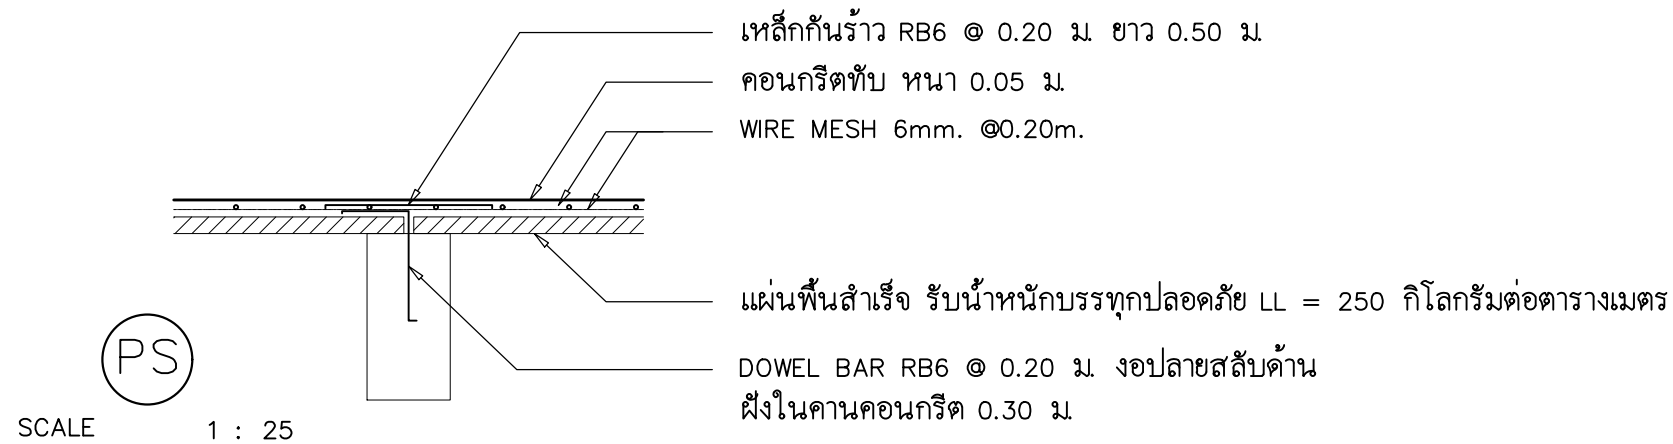 เหล็กกันร้าว RB6 @ 0.20 ม. ยาว 0.50 ม.
คอนกรีตทับ หนา 0.05 ม.
WIRE MESH 6mm. @0.20m.
แผ่นพื้นสำเร็จ รับน้ำหนักบรรทุกปลอดภัย LL = 250 กิโลกรัมต่อตารางเมตร
DOWEL BAR RB6 @ 0.20 ม. งอปลายสลับด้าน
ฝังในคานคอนกรีต 0.30 ม.
PS
SCALE 1 : 25